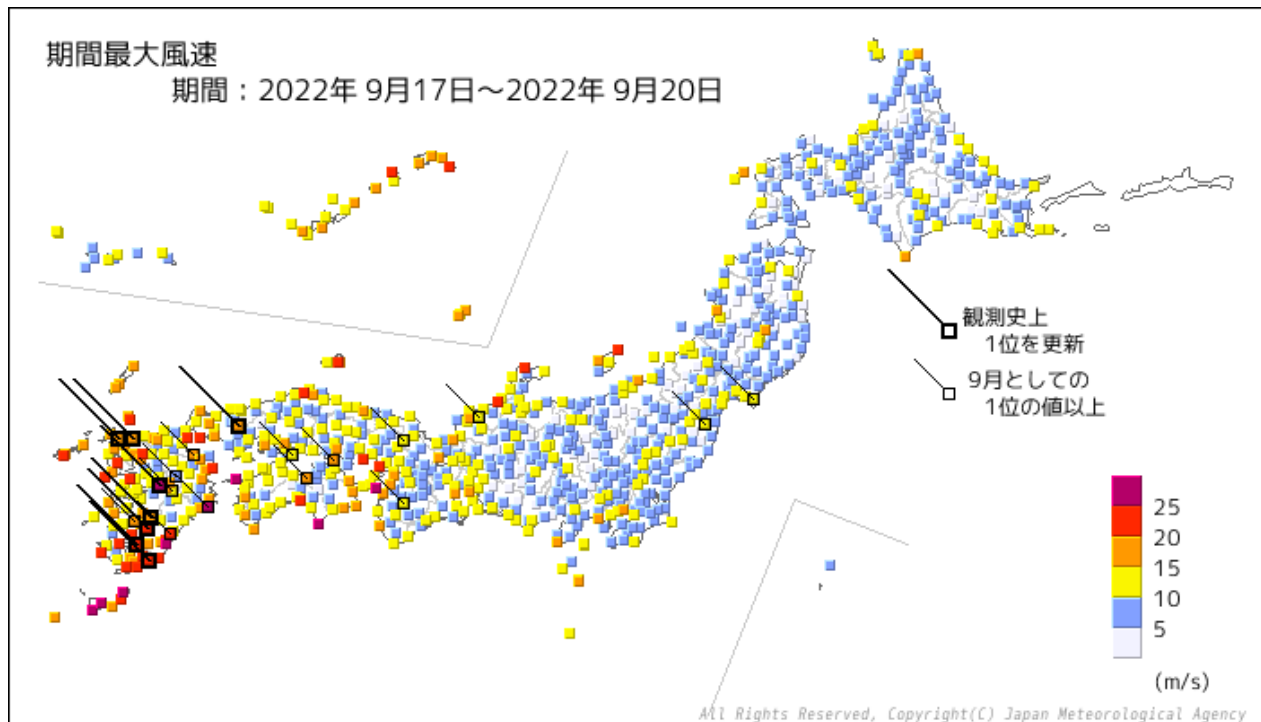 期間最大風速
期間：2022年 9月17日～2022年 9月20日
観測史上
1位を更新
9月としての
1位の値以上
25
20
15
10
5
(m/s)
All Rights Reserved, Copyright(C) Japan Meteorological Agency